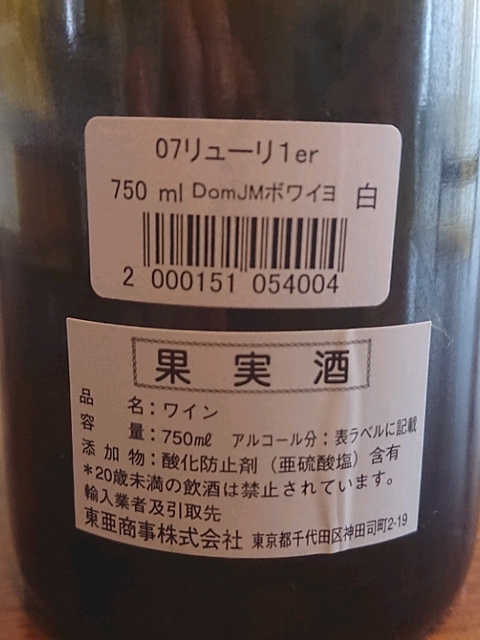 07リューリ1er
750 ml DomJMボワイヨ 白
2 000151 054004
果実酒
品名：ワイン
容量：750mℓ アルコール分：表ラベルに記載
添加物：酸化防止剤（亜硫酸塩）含有
*20歳未満の飲酒は禁止されています。
輸入業者及引取先
東亜商事株式会社 東京都千代田区神田司町2-19